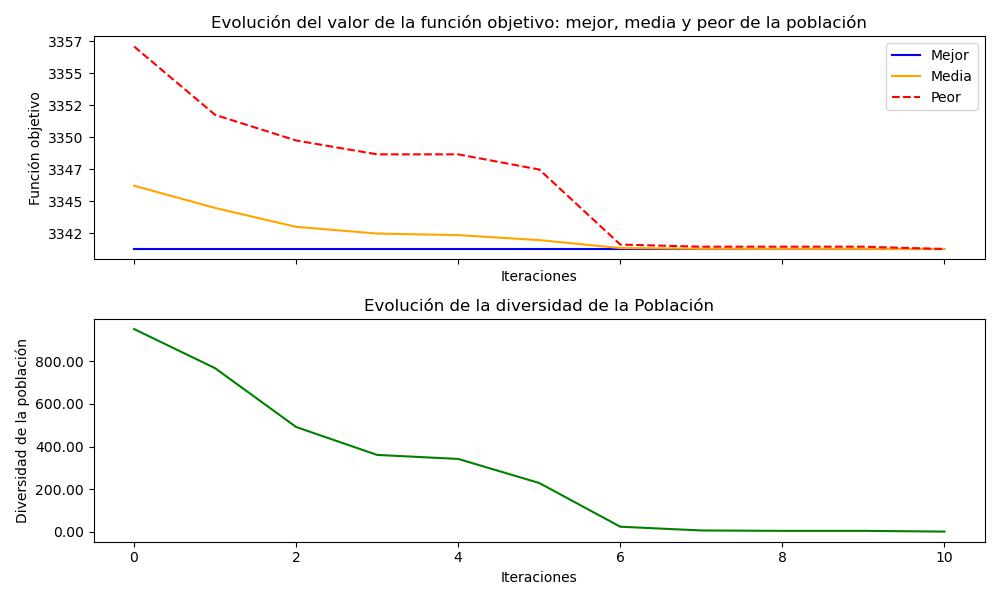 Evolución del valor de la función objetivo: mejor, media y peor de la población
3357
3355
3352
3350
3347
3345
3342
Función objetivo
Mejor
Media
Peor
Iteraciones
Evolución de la diversidad de la Población
800.00
600.00
400.00
200.00
0.00
Diversidad de la población
0 2 4 6 8 10
Iteraciones